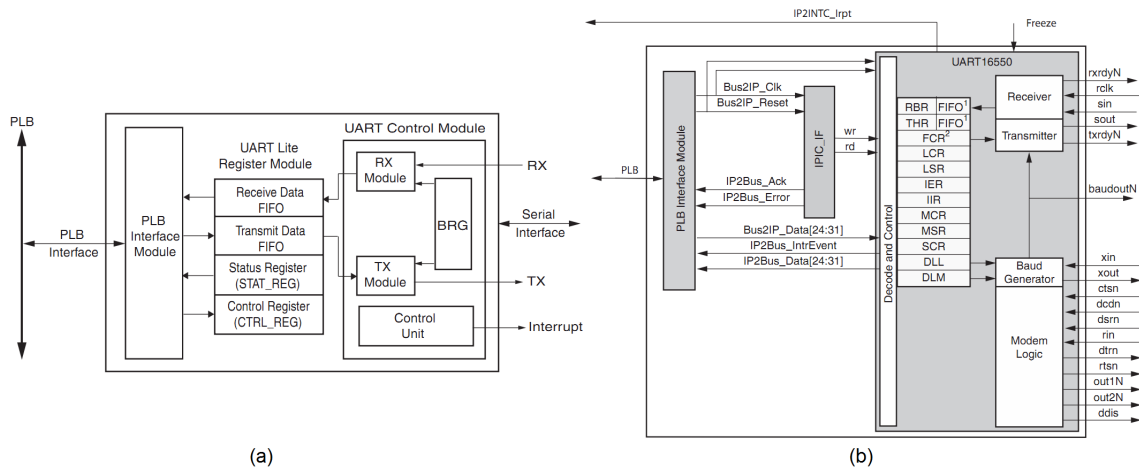 PLB
PLB
Interface
PLB
Interface
Module
UART Lite
Register Module
Receive Data
FIFO
Transmit Data
FIFO
Status Register
(STAT_REG)
Control Register
(CTRL_REG)
UART Control Module
RX
Module
BRG
TX
Module
Control
Unit
RX
Serial
Interface
TX
Interrupt
(a)
IP2INTC_Irpt
Freeze
PLB
PLB Interface Module
Bus2IP_Clk
Bus2IP_Reset
IPIC_IF
wr
rd
IP2Bus_Ack
IP2Bus_Error
Bus2IP_Data[24:31]
IP2Bus_IntrEvent
IP2Bus_Data[24:31]
Decode and Control
UART16550
RBR FIFO1
THR FIFO1
FCR2
LCR
LSR
IER
IIR
MCR
MSR
SCR
DLL
DLM
Receiver
Transmitter
Baud
Generator
Modem
Logic
rxrdyN
rclk
sin
sout
txrdyN
baudoutN
xin
xout
ctsn
dcdn
dsrn
rin
dtrn
rtsn
out1N
out2N
ddis
(b)